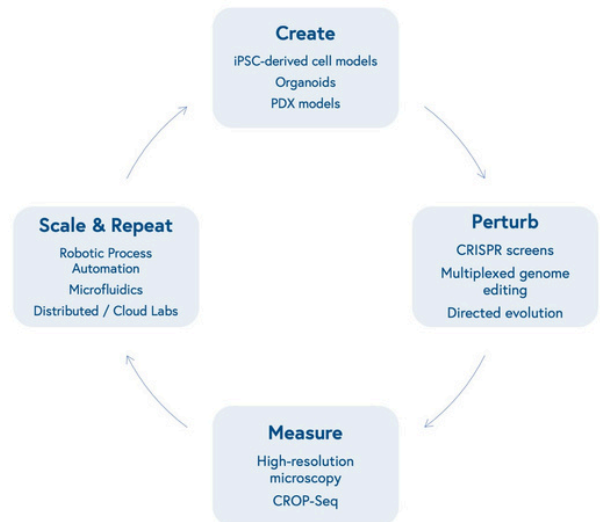 Create
iPSC-derived cell models
Organoids
PDX models
Perturb
CRISPR screens
Multiplexed genome
editing
Directed evolution
Scale & Repeat
Robotic Process
Automation
Microfluidics
Distributed / Cloud Labs
Measure
High-resolution
microscopy
CROP-Seq